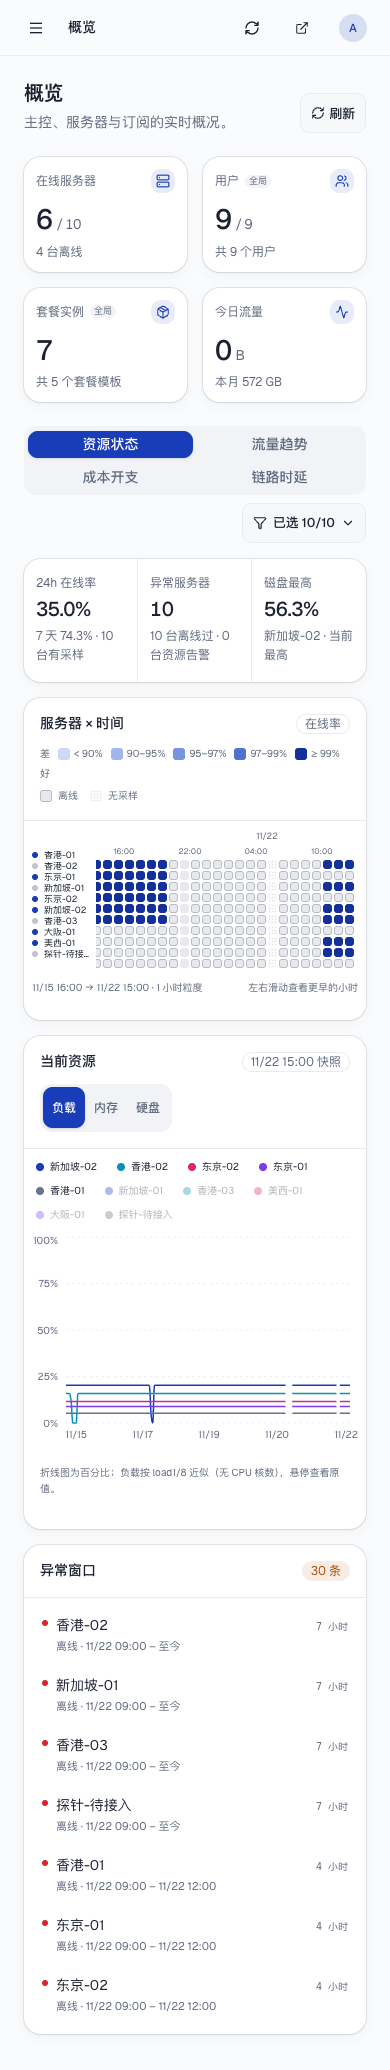 概览
A
概览
主控、服务器与订阅的实时概况。
刷新
在线服务器
6 / 10
4 台离线
用户 全局
9 / 9
共 9 个用户
套餐实例 全局
7
共 5 个套餐模板
今日流量
0 B
本月 572 GB
资源状态
流量趋势
成本开支
链路时延
已选 10/10
24h 在线率
35.0%
7 天 74.3% · 10
台有采样
异常服务器
10
10 台离线过 · 0
台资源告警
磁盘最高
56.3%
新加坡-02 · 当前
最高
服务器 × 时间
在线率
差 < 90% 90–95% 95–97% 97–99% ≥ 99%
好
离线 无采样
11/22
16:00 22:00 04:00 10:00
香港-01
香港-02
东京-01
新加坡-01
东京-02
新加坡-02
香港-03
大阪-01
美西-01
探针-待接...
11/15 16:00 → 11/22 15:00 · 1 小时粒度
左右滑动查看更早的小时
当前资源
11/22 15:00 快照
负载 内存 硬盘
新加坡-02 香港-02 东京-02 东京-01
香港-01 新加坡-01 香港-03 美西-01
大阪-01 探针-待接入
100%
75%
50%
25%
0%
11/15 11/17 11/19 11/20 11/22
折线图为百分比；负载按 load1/8 近似（无 CPU 核数），悬停查看原
值。
异常窗口
30 条
香港-02
7 小时
离线 · 11/22 09:00 – 至今
新加坡-01
7 小时
离线 · 11/22 09:00 – 至今
香港-03
7 小时
离线 · 11/22 09:00 – 至今
探针-待接入
7 小时
离线 · 11/22 09:00 – 至今
香港-01
4 小时
离线 · 11/22 09:00 – 11/22 12:00
东京-01
4 小时
离线 · 11/22 09:00 – 11/22 12:00
东京-02
4 小时
离线 · 11/22 09:00 – 11/22 12:00